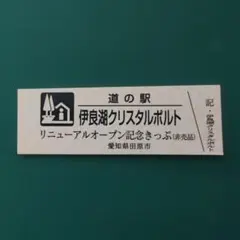 道の駅
伊良湖クリスタルポルト
リニューアルオープン記念きっぷ(非売品)
愛知県田原市